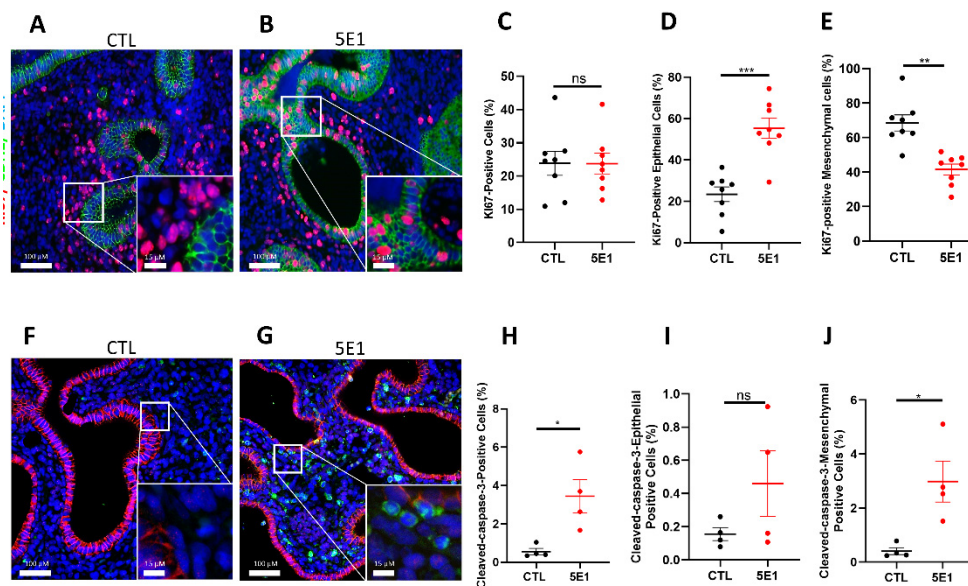 A
CTL
100 µM
15 µM
B
5E1
100 µM
15 µM
C
Ki67-Positive Cells (%)
50
40
30
20
10
0
ns
CTL
5E1
D
Ki67-Positive Epithelial Cells (%)
80
60
40
20
0
***
CTL
5E1
E
Ki67-positive Mesenchymal cells (%)
100
80
60
40
20
0
**
CTL
5E1
F
CTL
100 µM
15 µM
G
5E1
100 µM
15 µM
H
Cleaved-caspase-3-Positive Cells (%)
8
6
4
2
0
*
CTL
5E1
I
Cleaved-caspase-3-Epithelial
Positive Cells (%)
1.0
0.8
0.6
0.4
0.2
0.0
ns
CTL
5E1
J
Cleaved-caspase-3-Mesenchymal
Positive Cells (%)
6
4
2
0
*
CTL
5E1